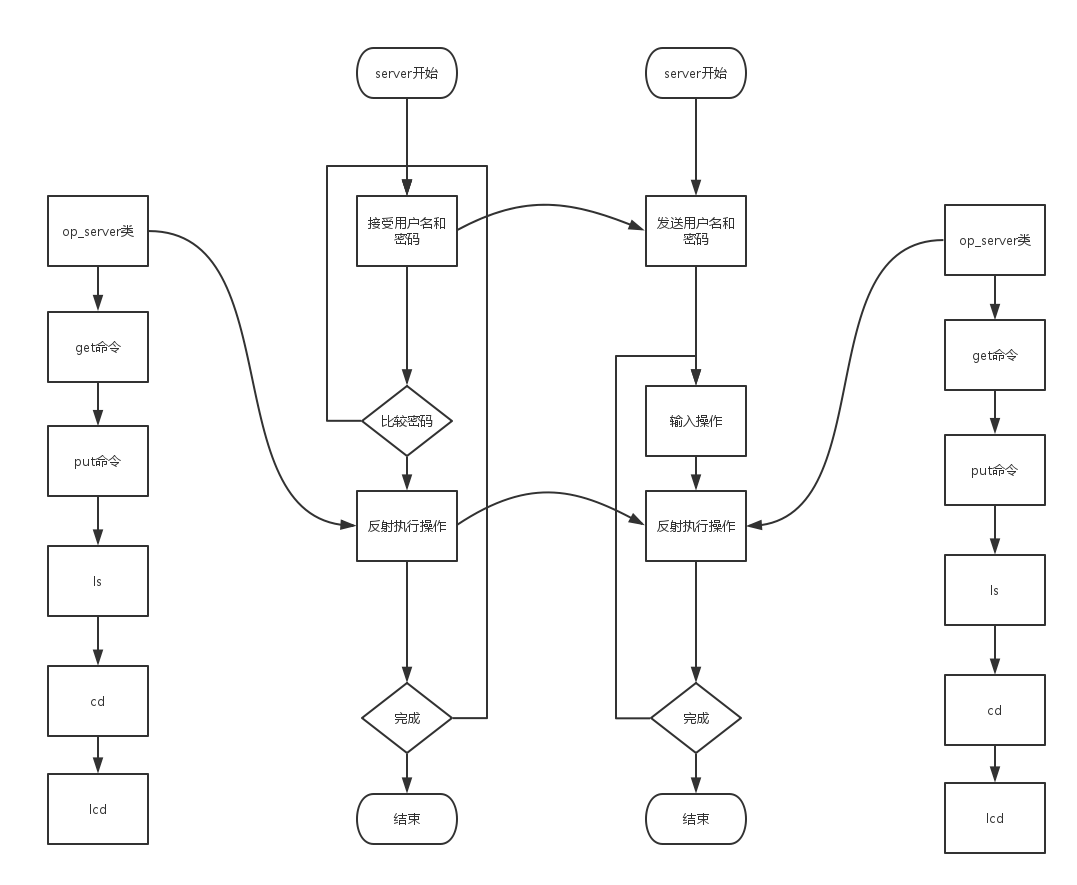 server开始
server开始
op_server类
接受用户名和
密码
发送用户名和
密码
op_server类
get命令
get命令
比较密码
输入操作
put命令
put命令
反射执行操作
反射执行操作
ls
ls
cd
cd
完成
完成
lcd
lcd
结束
结束